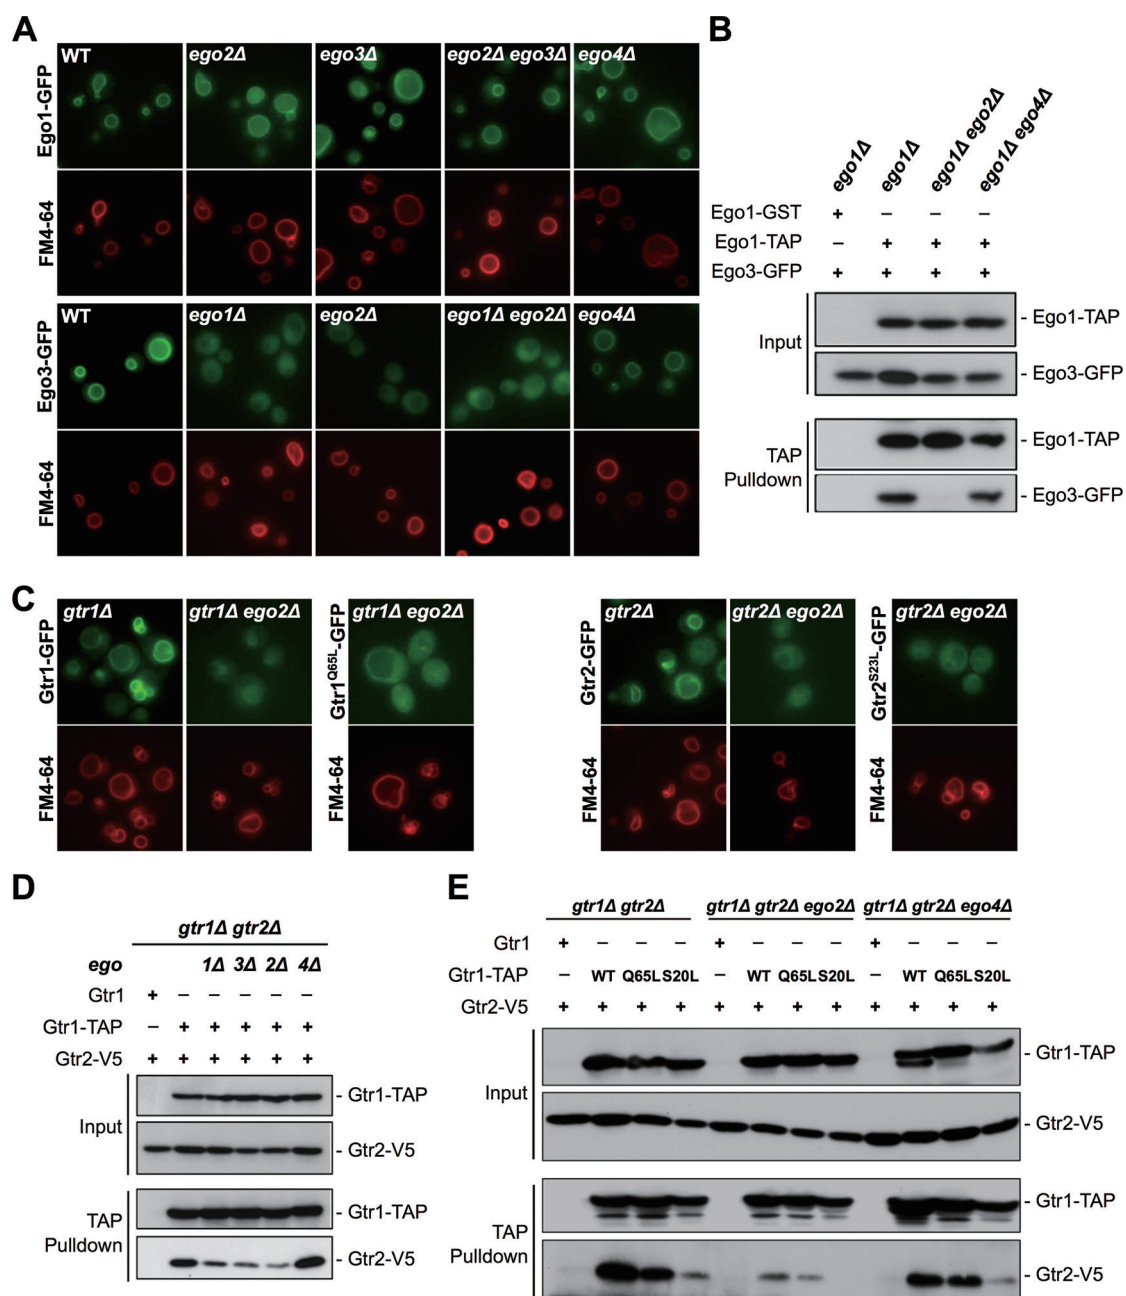 A
WT
ego2Δ
ego3Δ
ego2Δ ego3Δ
ego4Δ
Ego1-GFP
FM4-64
WT
ego1Δ
ego2Δ
ego1Δ ego2Δ
ego4Δ
Ego3-GFP
FM4-64
B
ego1Δ
ego1Δ
ego1Δ ego2Δ
ego1Δ ego4Δ
Ego1-GST + – – –
Ego1-TAP – + + +
Ego3-GFP + + + +
Input
- Ego1-TAP
- Ego3-GFP
TAP
Pulldown
- Ego1-TAP
- Ego3-GFP
C
gtr1Δ
gtr1Δ ego2Δ
gtr1Δ ego2Δ
Gtr1-GFP
Gtr1Q65L-GFP
FM4-64
FM4-64
gtr2Δ
gtr2Δ ego2Δ
gtr2Δ ego2Δ
Gtr2-GFP
Gtr2S23L-GFP
FM4-64
FM4-64
D
gtr1Δ gtr2Δ
ego 1Δ 3Δ 2Δ 4Δ
Gtr1 + – – – – –
Gtr1-TAP – + + + + +
Gtr2-V5 + + + + + +
Input
- Gtr1-TAP
- Gtr2-V5
TAP
Pulldown
- Gtr1-TAP
- Gtr2-V5
E
gtr1Δ gtr2Δ
gtr1Δ gtr2Δ ego2Δ
gtr1Δ gtr2Δ ego4Δ
Gtr1 + – – – + – – – + – – –
Gtr1-TAP – WT Q65L S20L – WT Q65L S20L – WT Q65L S20L
Gtr2-V5 + + + + + + + + + + + +
Input
- Gtr1-TAP
- Gtr2-V5
TAP
Pulldown
- Gtr1-TAP
- Gtr2-V5